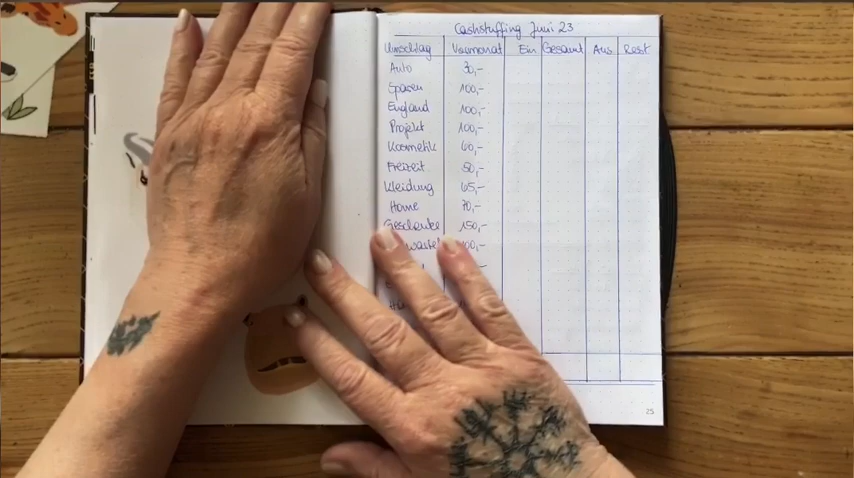 Cashstuffing Juni 23
Umschlag Vormonat Ein Gesamt Aus Rest
Auto 30,-
Sparen 100,-
England 100,-
Projekt 100,-
Kosmetik 60,-
Freizeit 50,-
Kleidung 65,-
Home 70,-
Geschenke 150,-
25